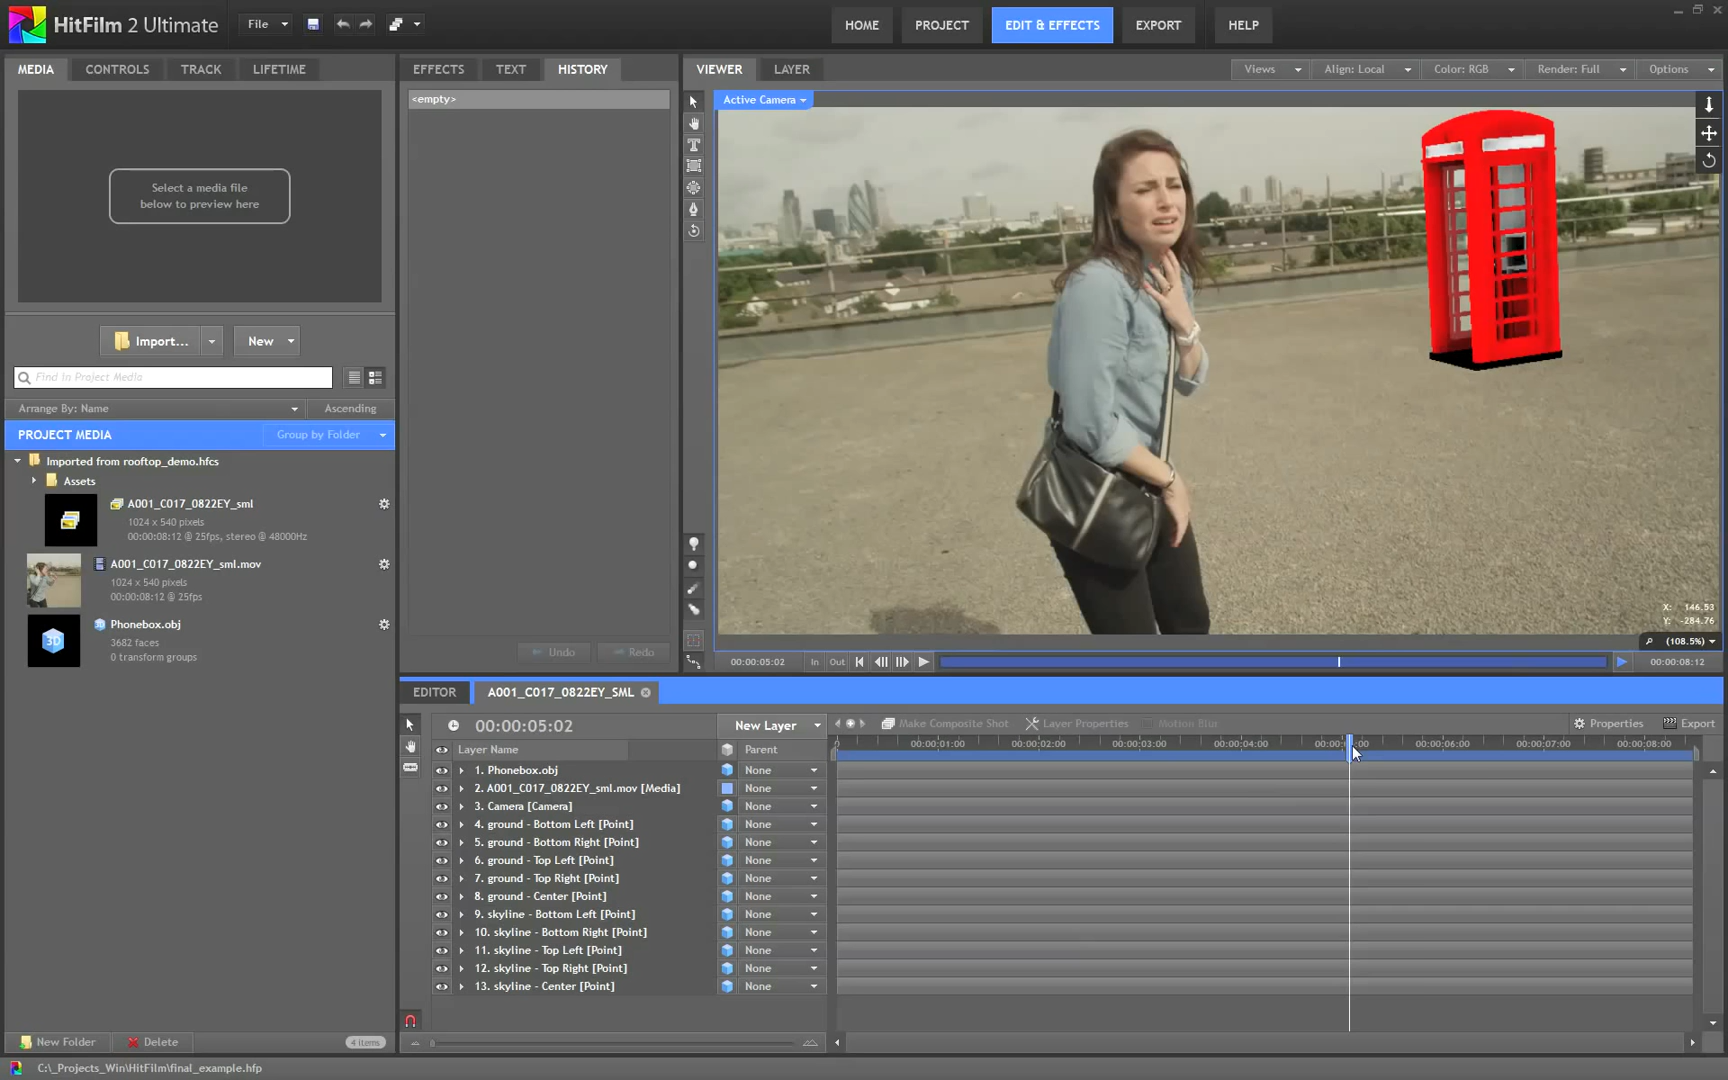 HitFilm 2 Ultimate
File
HOME
PROJECT
EDIT & EFFECTS
EXPORT
HELP
MEDIA
CONTROLS
TRACK
LIFETIME
EFFECTS
TEXT
HISTORY
VIEWER
LAYER
Views
Align: Local
Color: RGB
Render: Full
Options
<empty>
Active Camera
Select a media file
below to preview here
Import...
New
Find in Project Media
Arrange By: Name
Ascending
PROJECT MEDIA
Group by Folder
Imported from rooftop_demo.hfcs
Assets
A001_C017_0822EY_sml
1024 x 540 pixels
00:00:08:12 @ 25fps, stereo @ 48000Hz
A001_C017_0822EY_sml.mov
1024 x 540 pixels
00:00:08:12 @ 25fps
3D
Phonebox.obj
3682 faces
0 transform groups
X: 146.53
Y: -284.76
(108.5%)
Undo
Redo
00:00:05:02
In
Out
00:00:08:12
EDITOR
A001_C017_0822EY_SML
00:00:05:02
New Layer
Make Composite Shot
Layer Properties
Motion Blur
Properties
Export
Layer Name
Parent
0
00:00:01:00
00:00:02:00
00:00:03:00
00:00:04:00
00:00:06:00
00:00:07:00
00:00:08:00
1. Phonebox.obj
None
2. A001_C017_0822EY_sml.mov [Media]
None
3. Camera [Camera]
None
4. ground - Bottom Left [Point]
None
5. ground - Bottom Right [Point]
None
6. ground - Top Left [Point]
None
7. ground - Top Right [Point]
None
8. ground - Center [Point]
None
9. skyline - Bottom Left [Point]
None
10. skyline - Bottom Right [Point]
None
11. skyline - Top Left [Point]
None
12. skyline - Top Right [Point]
None
13. skyline - Center [Point]
None
New Folder
Delete
4 items
C:\_Projects_Win\HitFilm\final_example.hfp